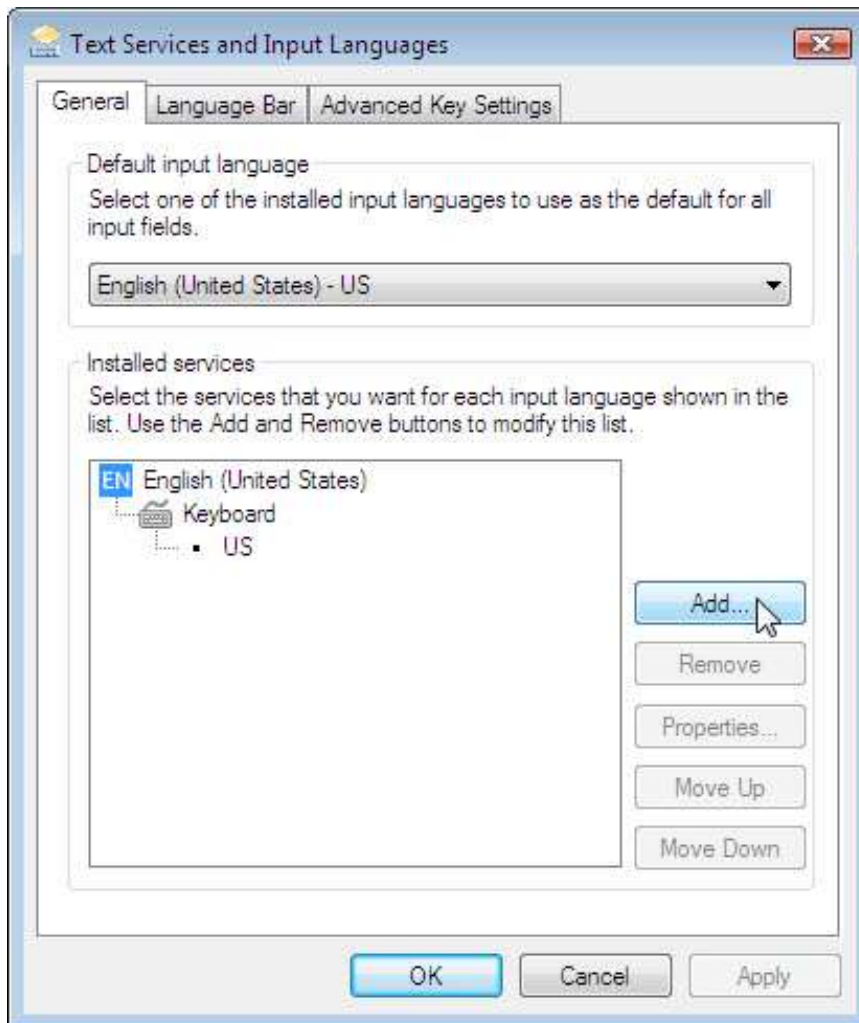 Text Services and Input Languages
General Language Bar Advanced Key Settings
Default input language
Select one of the installed input languages to use as the default for all
input fields.
English (United States) - US
Installed services
Select the services that you want for each input language shown in the
list. Use the Add and Remove buttons to modify this list.
EN English (United States)
Keyboard
US
Add...
Remove
Properties...
Move Up
Move Down
OK Cancel Apply